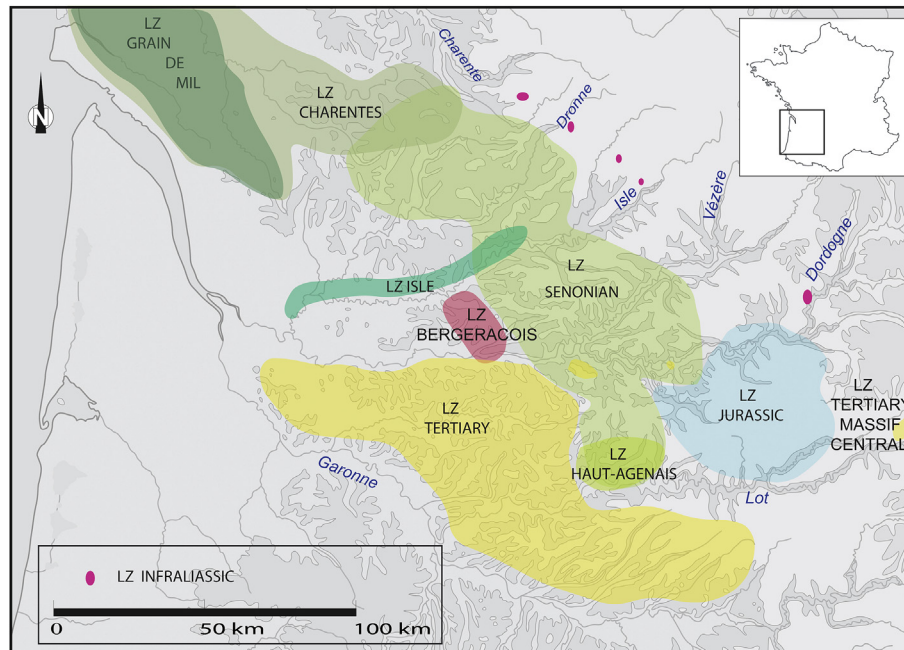 LZ
GRAIN
DE
MIL
LZ
CHARENTES
Charente
Dronne
Isle
Vézère
Dordogne
N
LZ ISLE
LZ
SENONIAN
LZ
BERGERACOIS
LZ
TERTIARY
LZ
JURASSIC
LZ
TERTIARY
MASSIF
CENTRAL
LZ
HAUT-AGENAIS
Garonne
Lot
LZ INFRALIASSIC
0 50 km 100 km